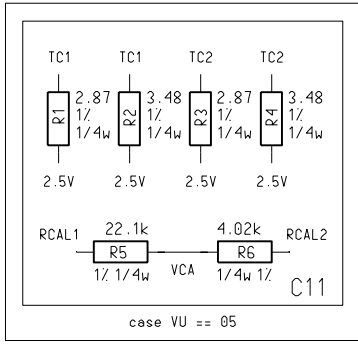 TC1 TC1 TC2 TC2
R1 2.87 1% 1/4w R2 3.48 1% 1/4w R3 2.87 1% 1/4w R4 3.48 1% 1/4w
2.5V 2.5V 2.5V 2.5V
RCAL1 22.1k 4.02k RCAL2
R5 R6
1% 1/4w VCA 1/4w 1%
C11
case VU == 05